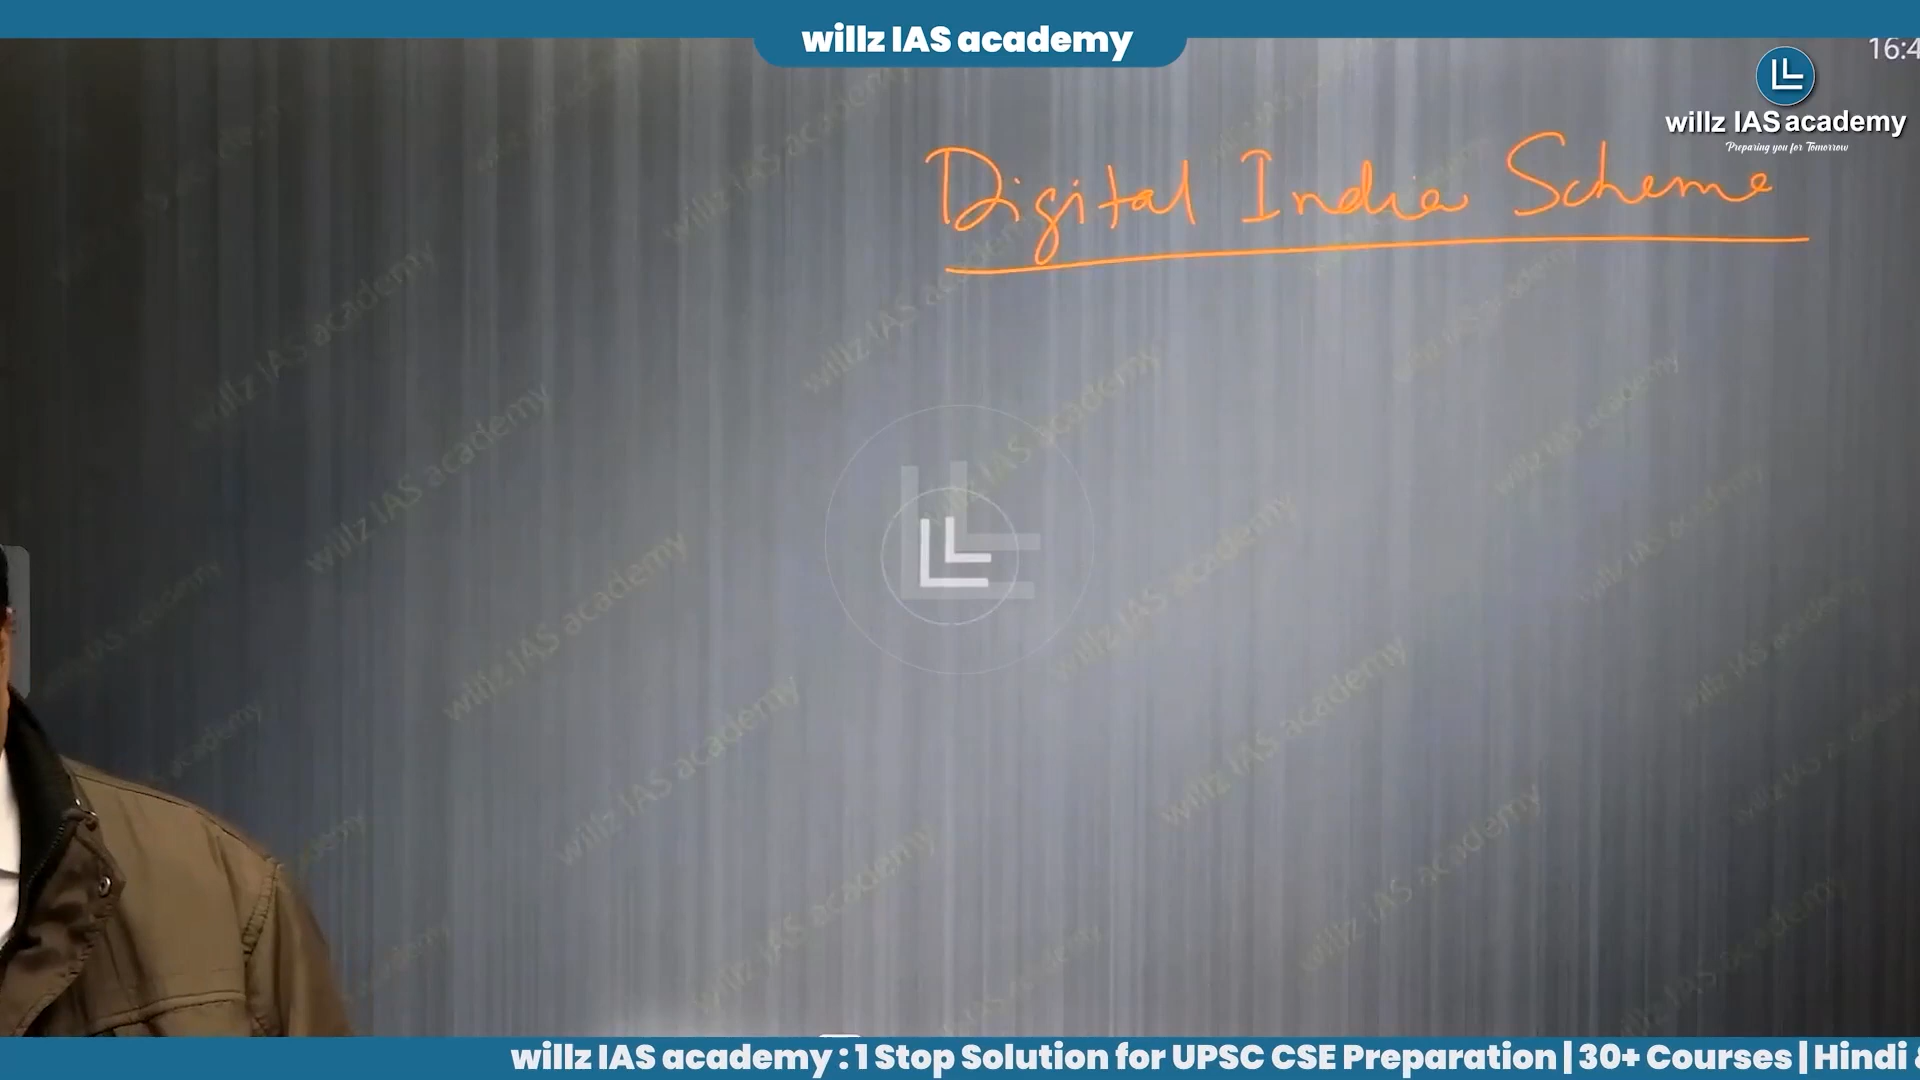 willz IAS academy
16:4
willz IAS academy
Preparing you for Tomorrow
Digital India Scheme
willz IAS academy : 1 Stop Solution for UPSC CSE Preparation | 30+ Courses | Hindi &